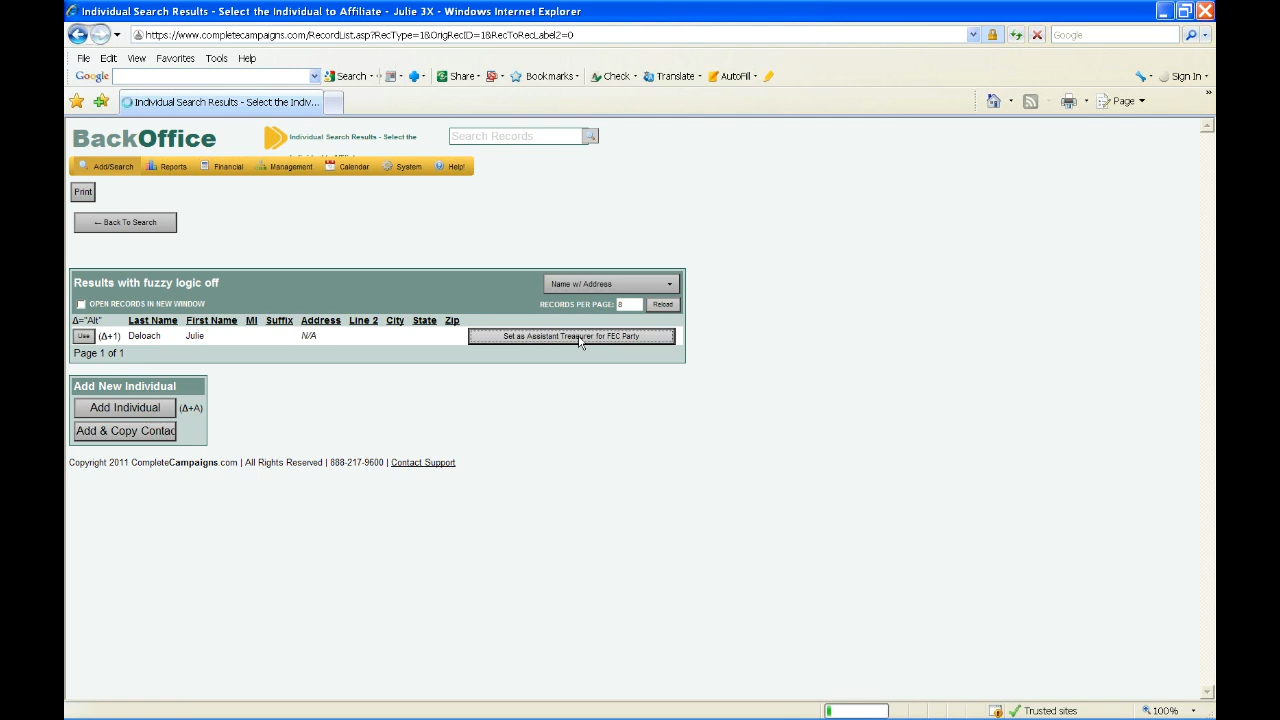 Individual Search Results - Select the Individual to Affiliate - Julie 3X - Windows Internet Explorer
https://www.completecampaigns.com/RecordList.asp?RecType=1&OrigRecID=1&RecToRecLabel2=0
Google
File Edit View Favorites Tools Help
Google Search Share Bookmarks Check Translate AutoFill Sign In
Individual Search Results - Select the Indiv... Page
BackOffice Individual Search Results - Select the Search Records
Add/Search Reports Financial Management Calendar System Help!
Print
← Back To Search
Results with fuzzy logic off Name w/ Address
OPEN RECORDS IN NEW WINDOW RECORDS PER PAGE: 8 Reload
Δ="Alt" Last Name First Name MI Suffix Address Line 2 City State Zip
Use (Δ+1) Deloach Julie N/A Set as Assistant Treasurer for FEC Party
Page 1 of 1
Add New Individual
Add Individual (Δ+A)
Add & Copy Contac
Copyright 2011 CompleteCampaigns.com | All Rights Reserved | 888-217-9600 | Contact Support
Trusted sites 100%